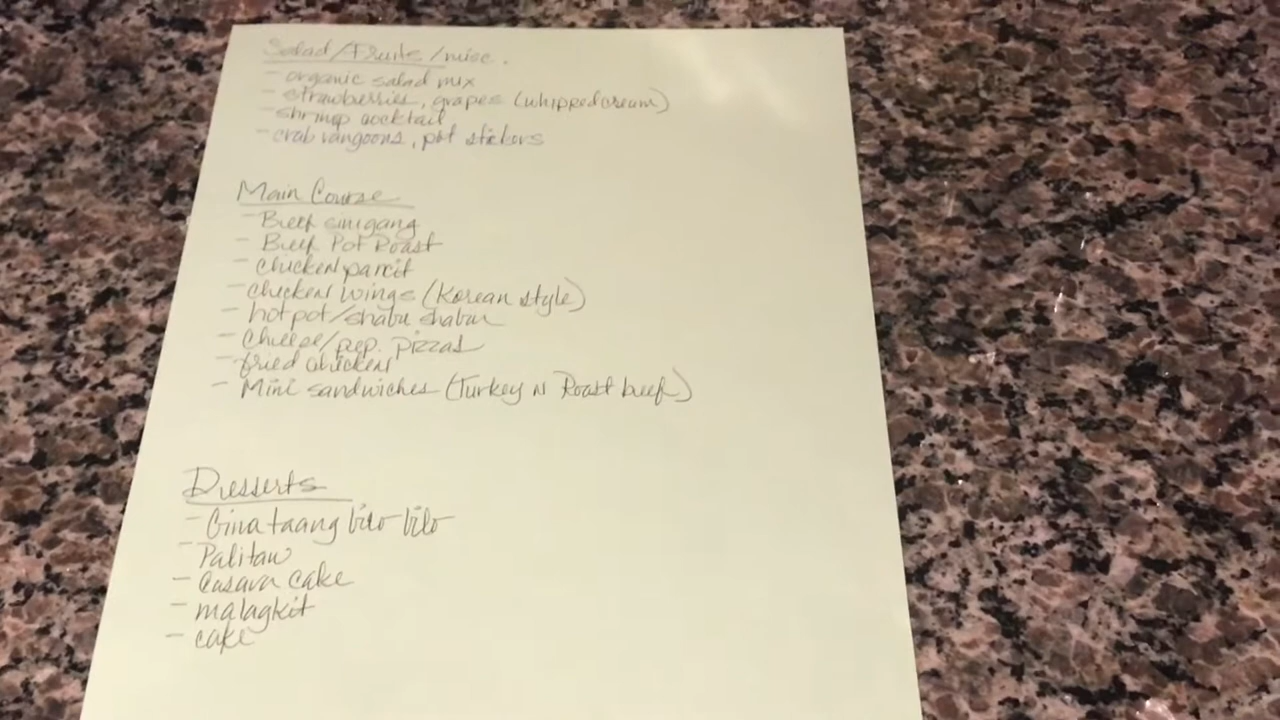 Salad/Fruits/misc.
- organic salad mix
- strawberries, grapes (whipped cream)
- shrimp cocktail
- crab rangoons, pot stickers
Main Course
- Beef sinigang
- Beef Pot Roast
- chicken pancit
- chicken wings (Korean style)
- hot pot/shabu shabu
- Cheese/pep. pizzas
- fried chicken
- Mini sandwiches (Turkey N Roast beef)
Desserts
- Ginataang bilo bilo
- Palitaw
- Casava cake
- malagkit
- cake